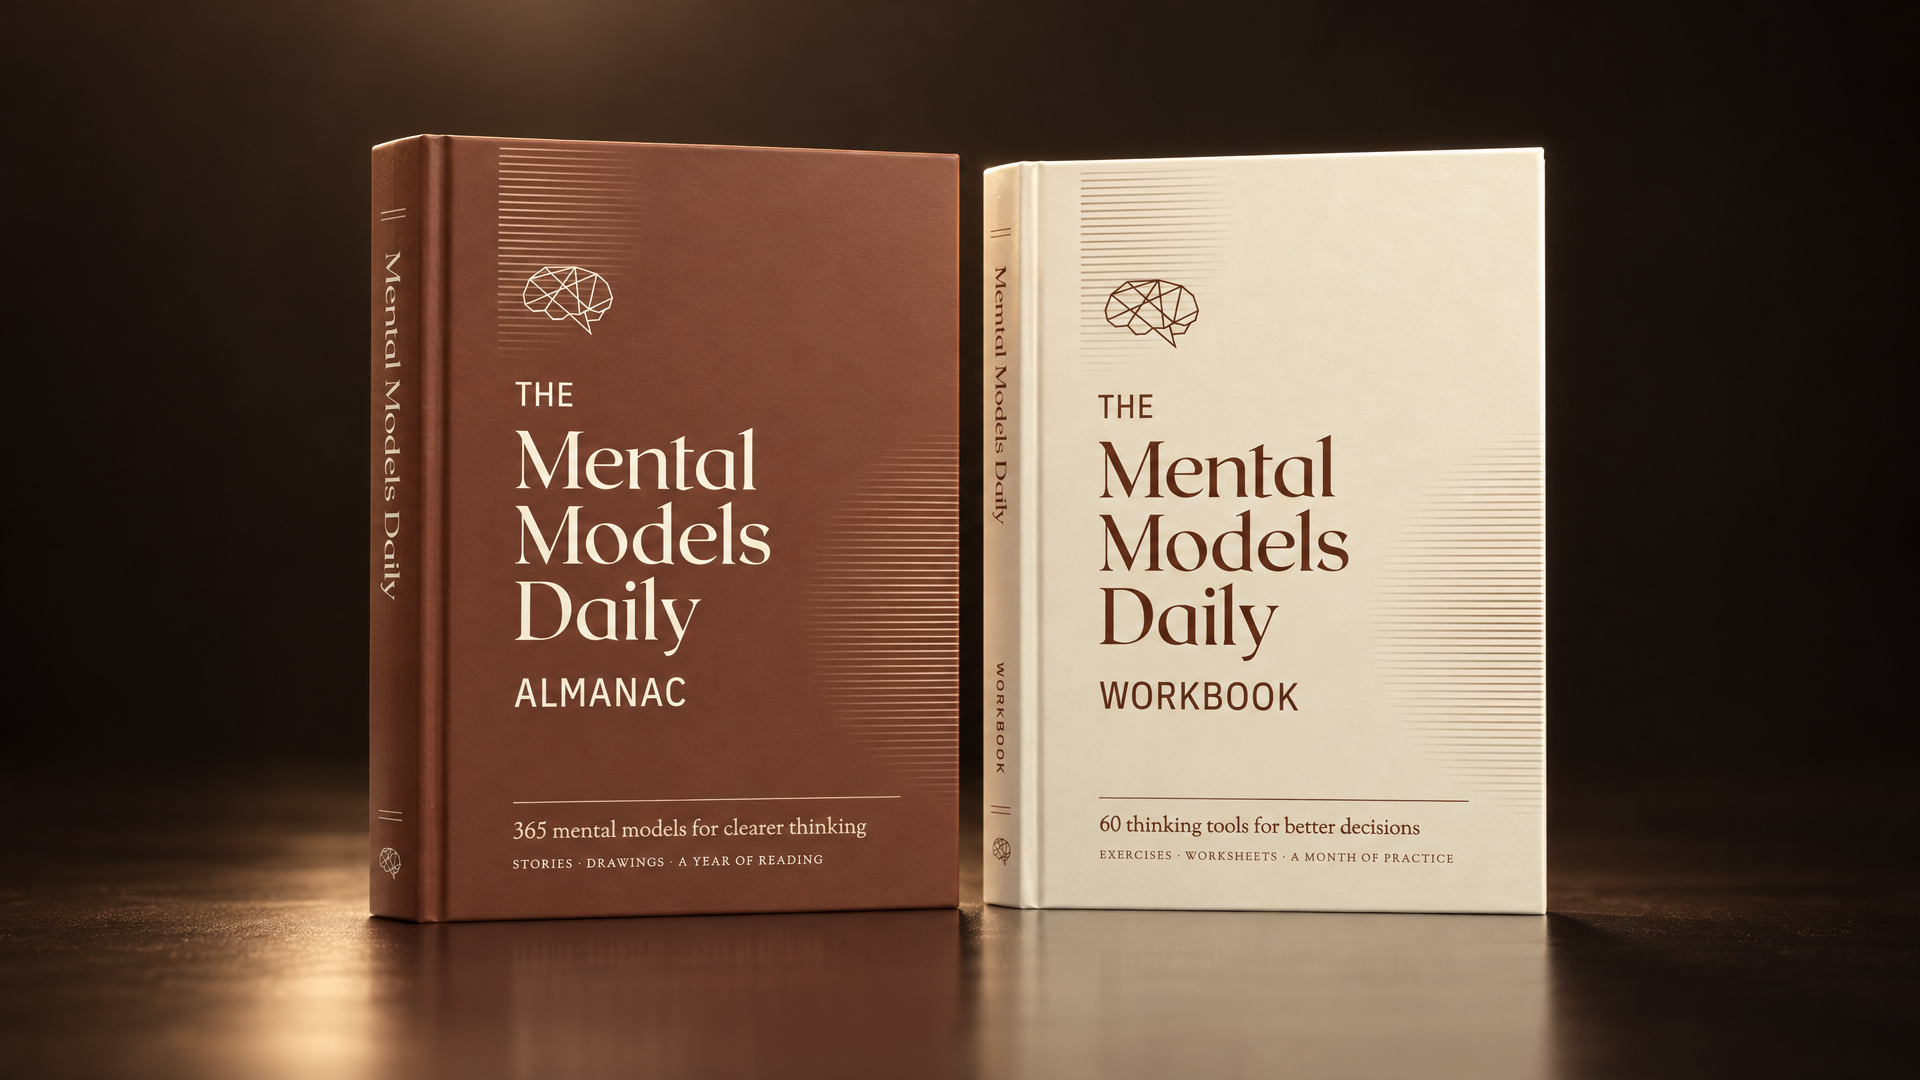 Mental Models Daily
THE
Mental
Models
Daily
ALMANAC
365 mental models for clearer thinking
STORIES · DRAWINGS · A YEAR OF READING
Memtal Models Daily
WORKBOOK
THE
Mental
Models
Daily
WORKBOOK
60 thinking tools for better decisions
EXERCISES · WORKSHEETS · A MONTH OF PRACTICE